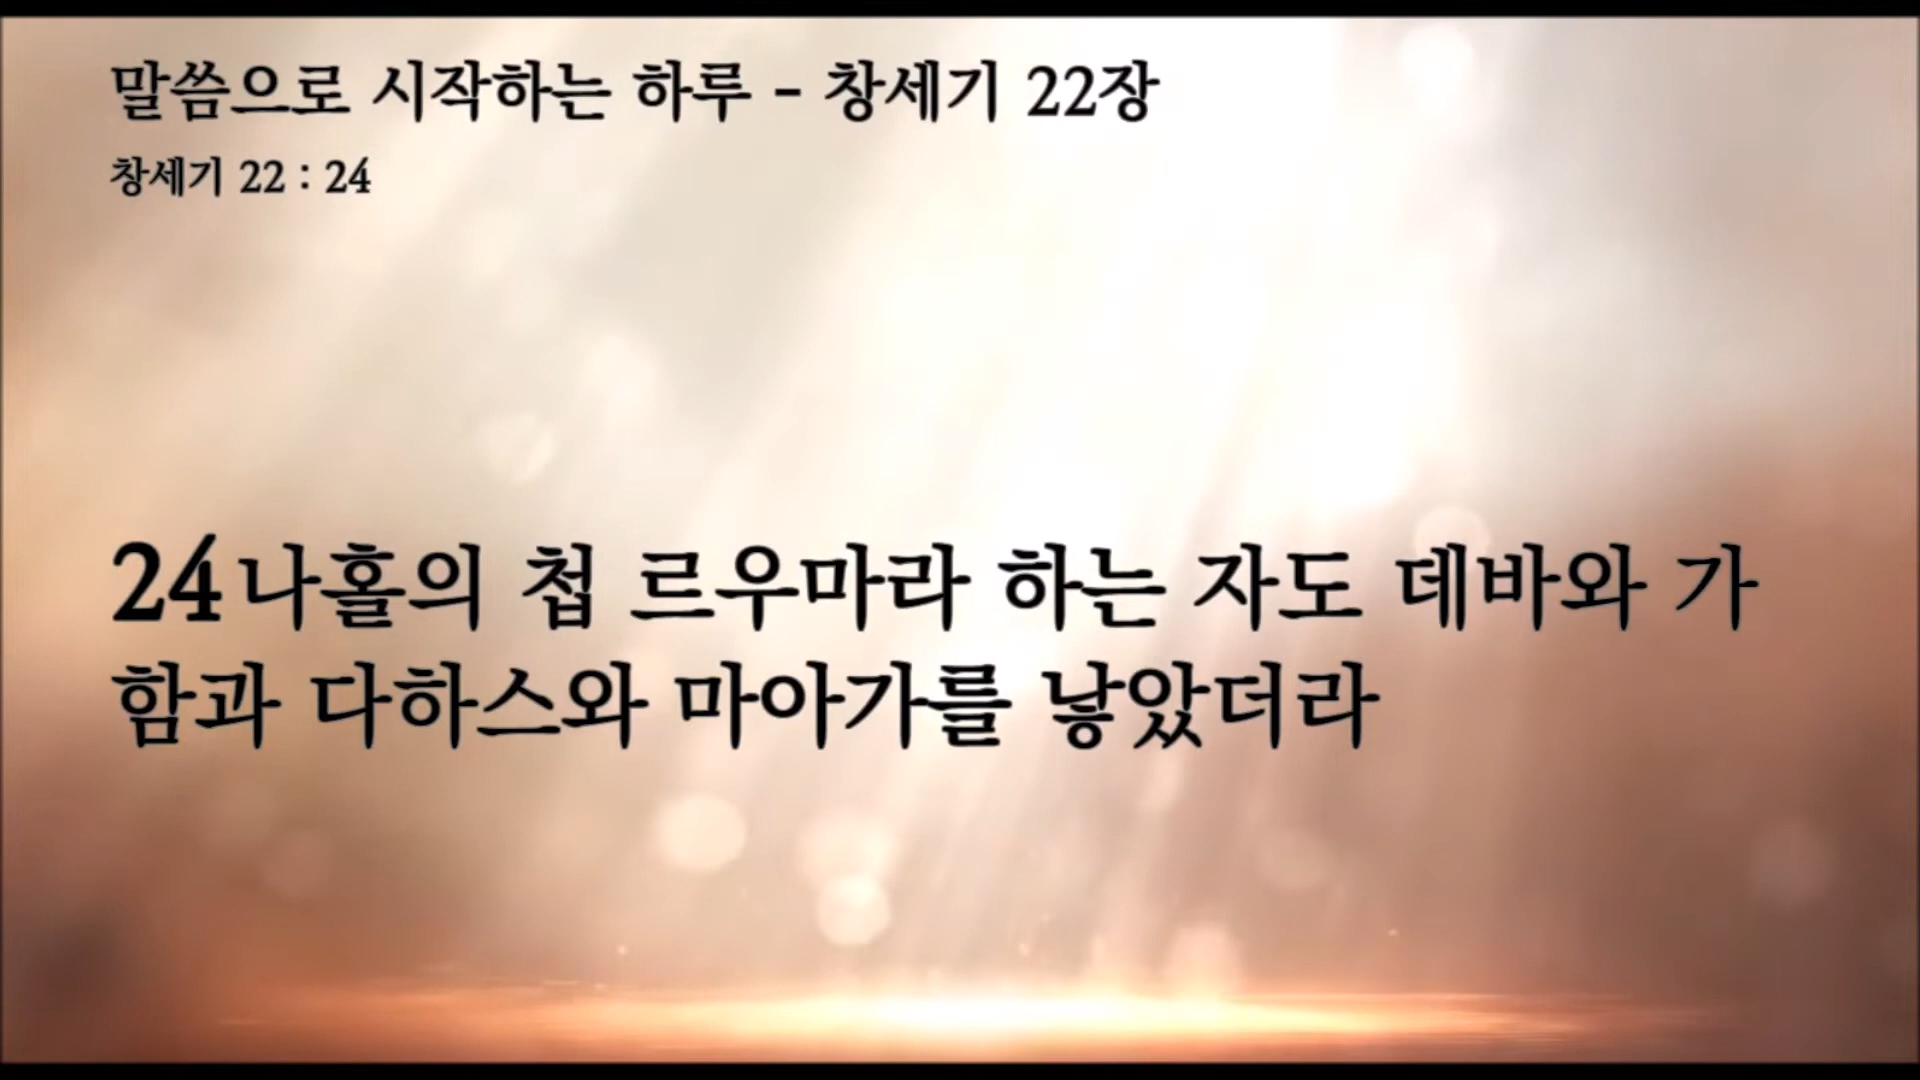 말씀으로 시작하는 하루 - 창세기 22장
창세기 22 : 24
24 나홀의 첩 르우마라 하는 자도 데바와 가
함과 다하스와 마아가를 낳았더라